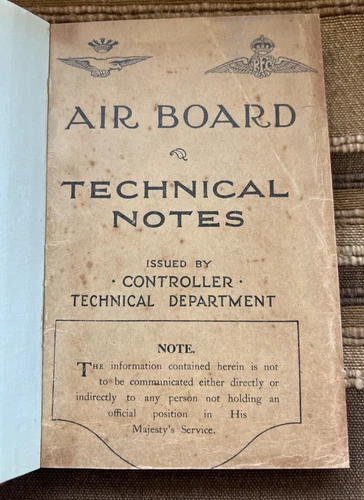 RFC
AIR BOARD
TECHNICAL
NOTES
ISSUED BY
· CONTROLLER ·
TECHNICAL DEPARTMENT
NOTE.
THE information contained herein is not
to be communicated either directly or
indirectly to any person not holding an
official position in His
Majesty's Service.